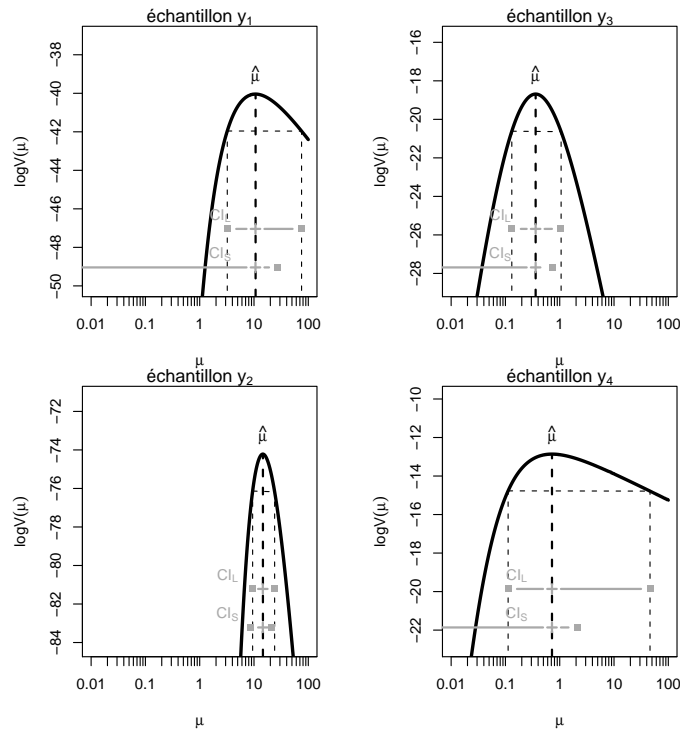 échantillon y1
logV(μ)
−38
−40
−42
−44
−46
−48
−50
μ̂
CIL
CIS
0.01 0.1 1 10 100
μ
échantillon y3
logV(μ)
−16
−18
−20
−22
−24
−26
−28
μ̂
CIL
CIS
0.01 0.1 1 10 100
μ
échantillon y2
logV(μ)
−72
−74
−76
−78
−80
−82
−84
μ̂
CIL
CIS
0.01 0.1 1 10 100
μ
échantillon y4
logV(μ)
−10
−12
−14
−16
−18
−20
−22
μ̂
CIL
CIS
0.01 0.1 1 10 100
μ